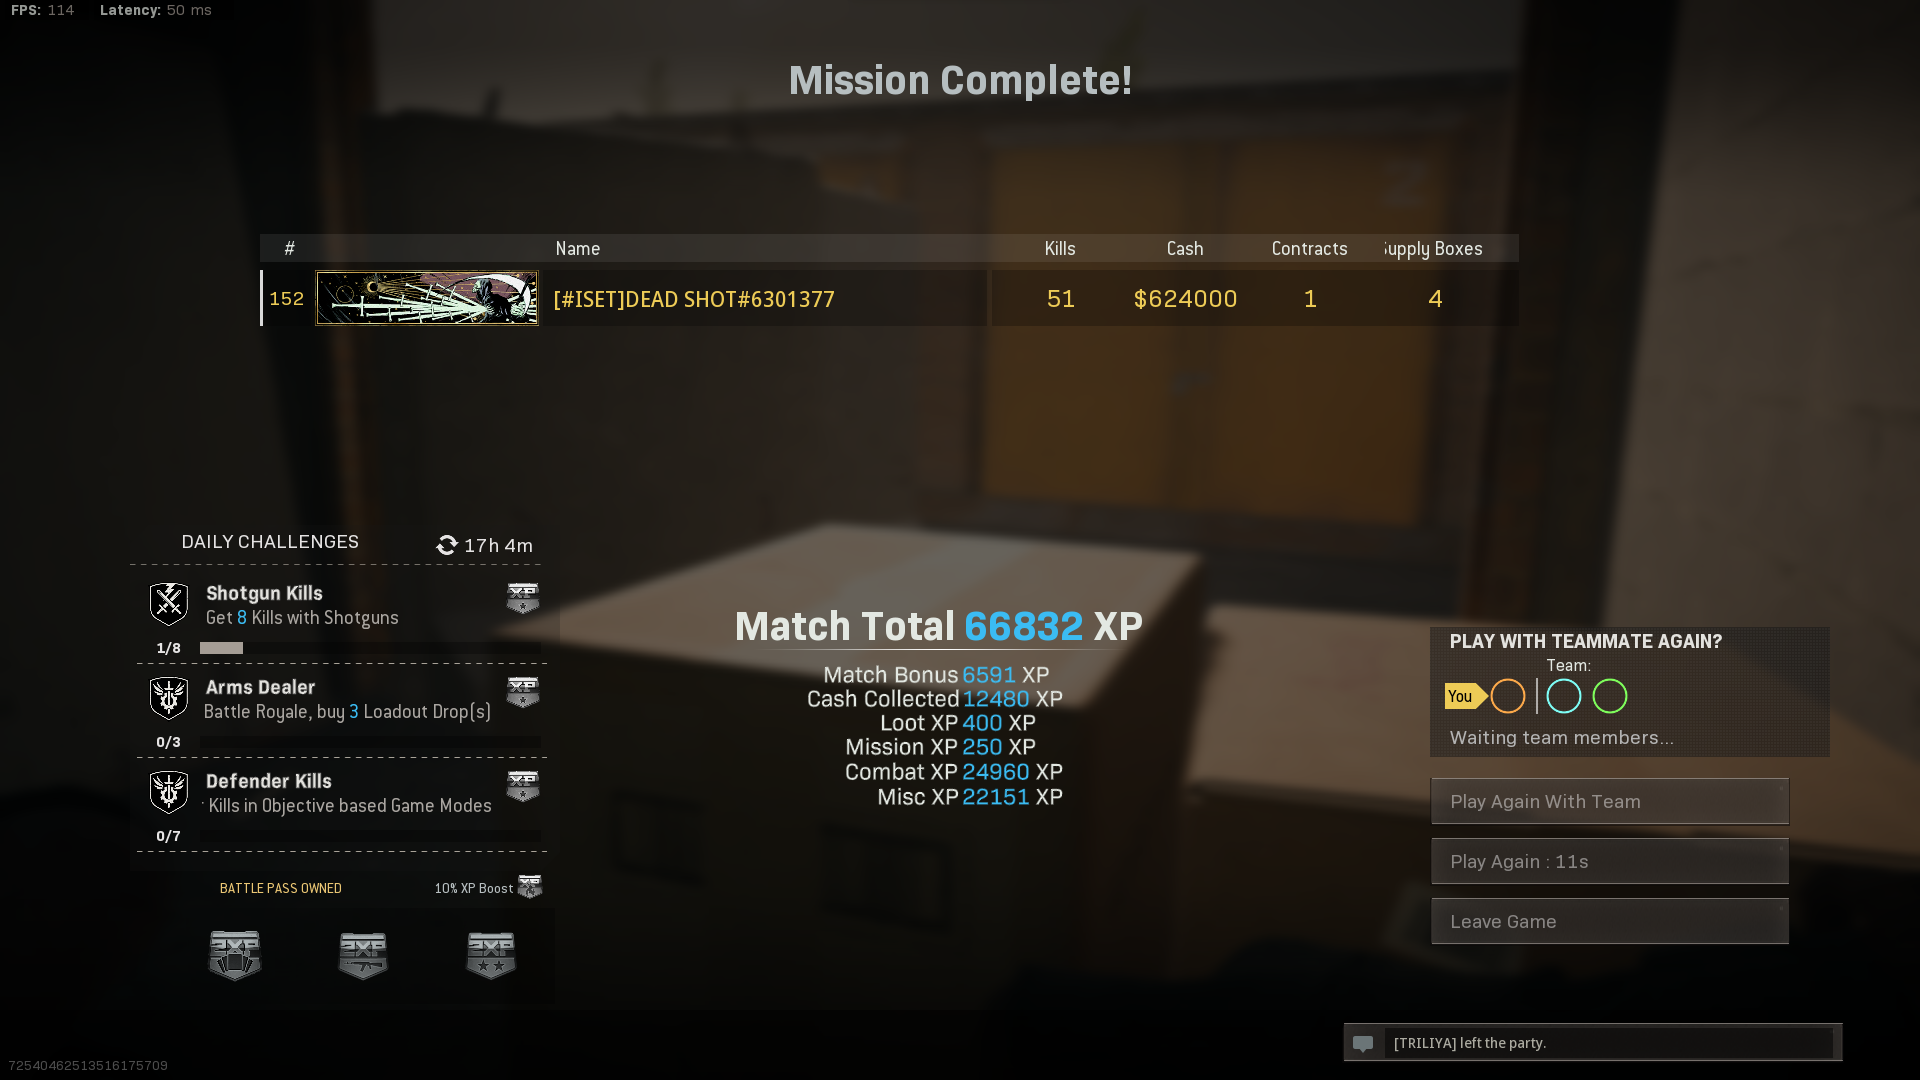 FPS: 114 Latency: 50 ms
Mission Complete!
# Name Kills Cash Contracts upply Boxes
152 [#ISET]DEAD SHOT#6301377 51 $624000 1 4
DAILY CHALLENGES 17h 4m
Shotgun Kills
Get 8 Kills with Shotguns
1/8
Arms Dealer
Battle Royale, buy 3 Loadout Drop(s)
0/3
Defender Kills
Kills in Objective based Game Modes
0/7
BATTLE PASS OWNED 10% XP Boost
2XP 2XP 2XP
Match Total 66832 XP
Match Bonus 6591 XP
Cash Collected 12480 XP
Loot XP 400 XP
Mission XP 250 XP
Combat XP 24960 XP
Misc XP 22151 XP
PLAY WITH TEAMMATE AGAIN?
Team:
You
Waiting team members...
Play Again With Team
Play Again : 11s
Leave Game
[TRILIYA] left the party.
72540462513516175709